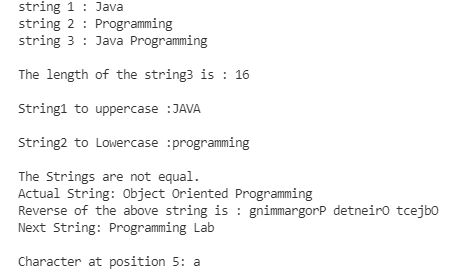 string 1 : Java
string 2 : Programming
string 3 : Java Programming
The length of the string3 is : 16
String1 to uppercase :JAVA
String2 to Lowercase :programming
The Strings are not equal.
Actual String: Object Oriented Programming
Reverse of the above string is : gnimmargorP detneirO tcejbO
Next String: Programming Lab
Character at position 5: a